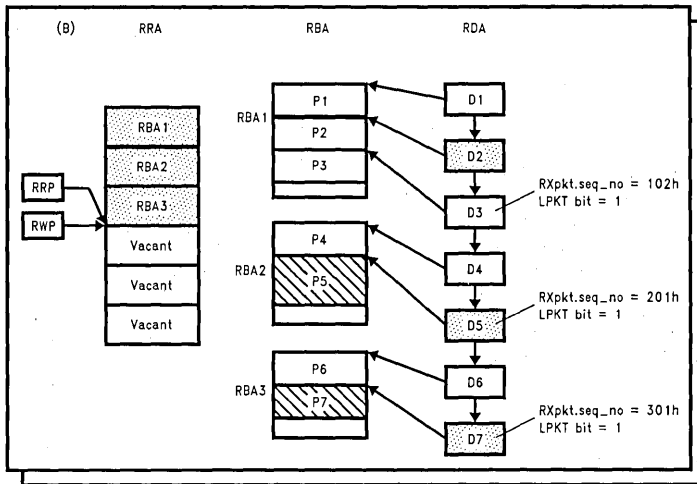 (B) RRA RBA RDA
RBA1
P1
D1
RBA1
P2
D2
RBA2
P3
RRP
RBA3
D3
RXpkt.seq_no = 102h
LPKT bit = 1
RWP
Vacant
P4
D4
Vacant
RBA2
P5
Vacant
D5
RXpkt.seq_no = 201h
LPKT bit = 1
P6
D6
RBA3
P7
D7
RXpkt.seq_no = 301h
LPKT bit = 1